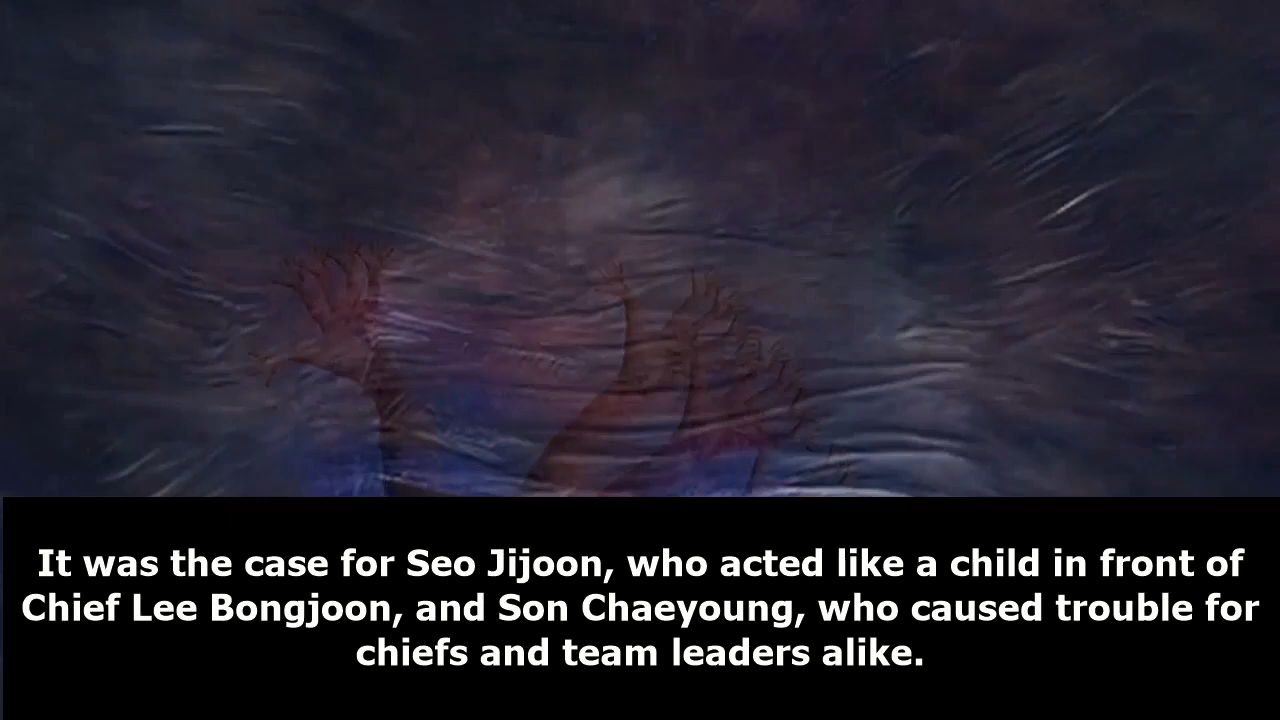 It was the case for Seo Jijoon, who acted like a child in front of
Chief Lee Bongjoon, and Son Chaeyoung, who caused trouble for
chiefs and team leaders alike.